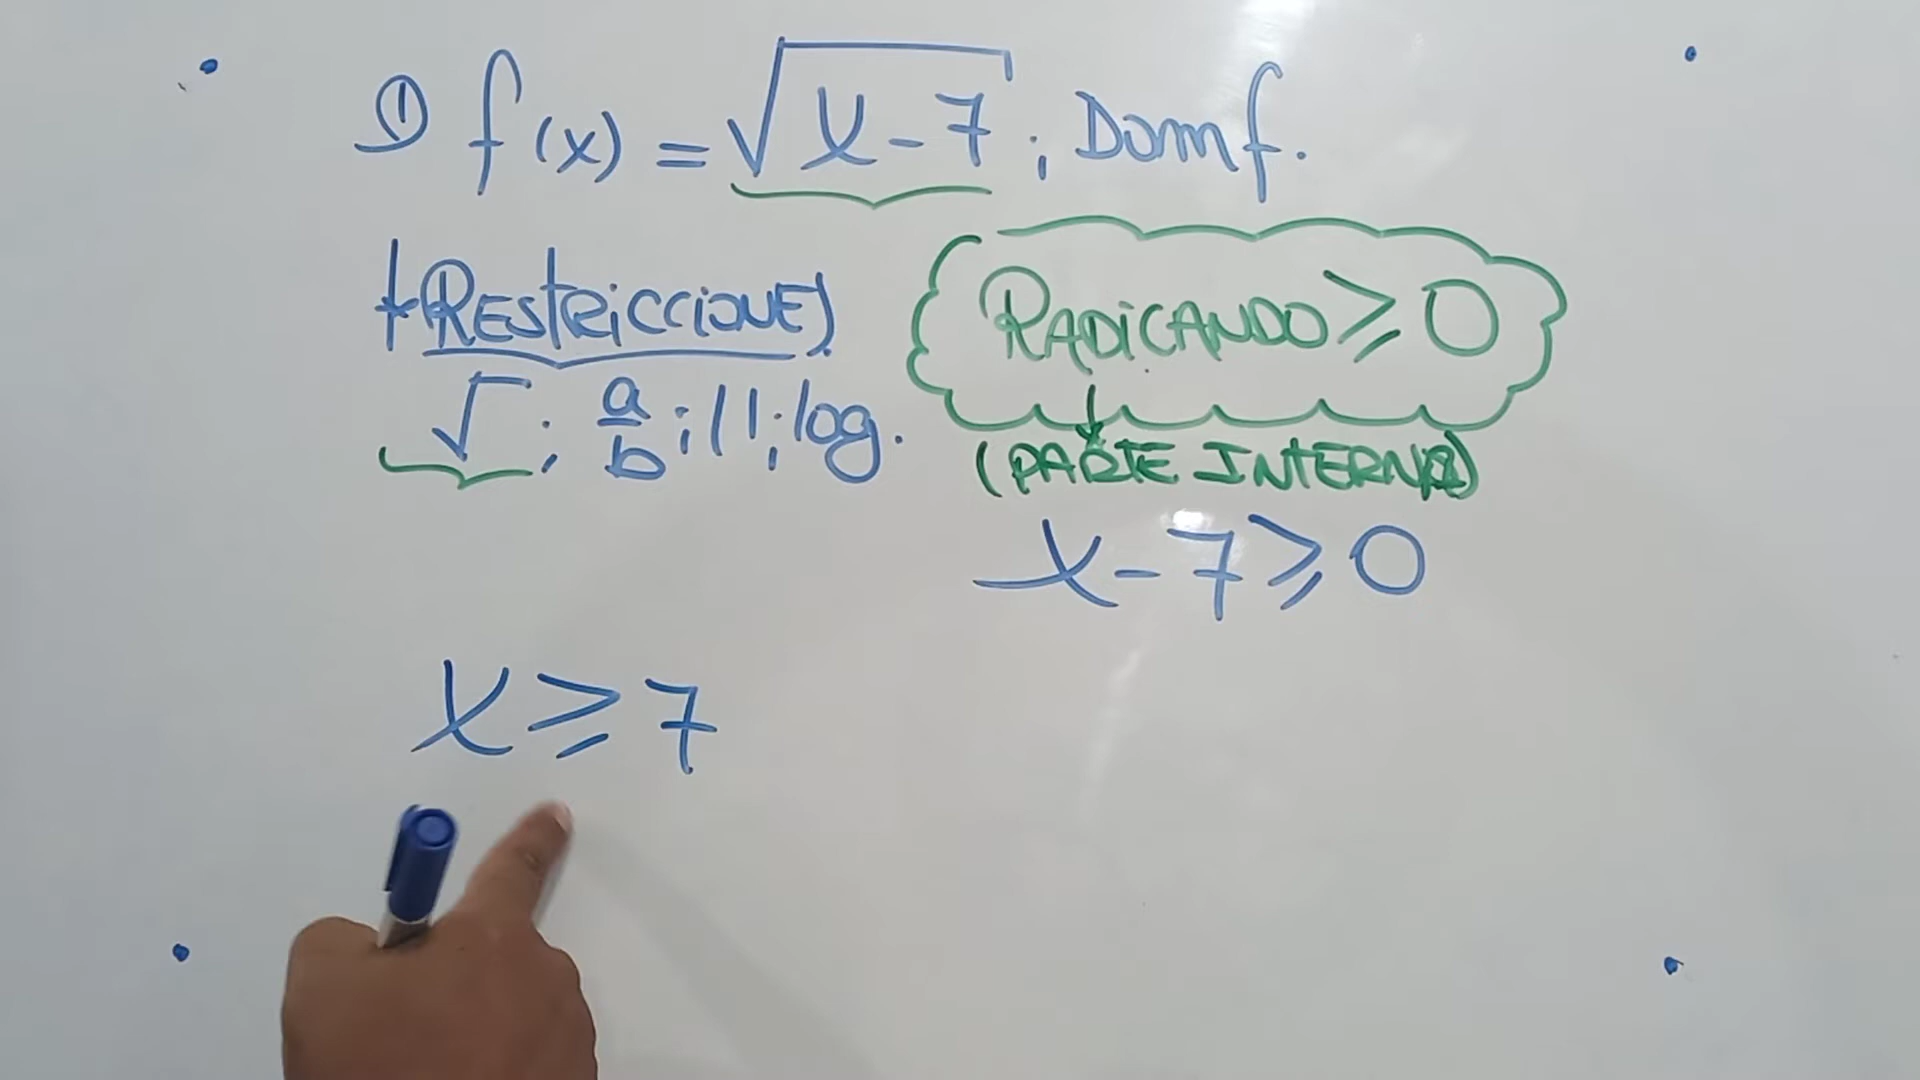 ① f(x) = √x-7 ; Dom f.
+ RESTRICCIONES
√ ; a/b ; | | ; log.
RADICANDO ≥ 0
(PARTE INTERNA)
x-7 ≥ 0
x ≥ 7